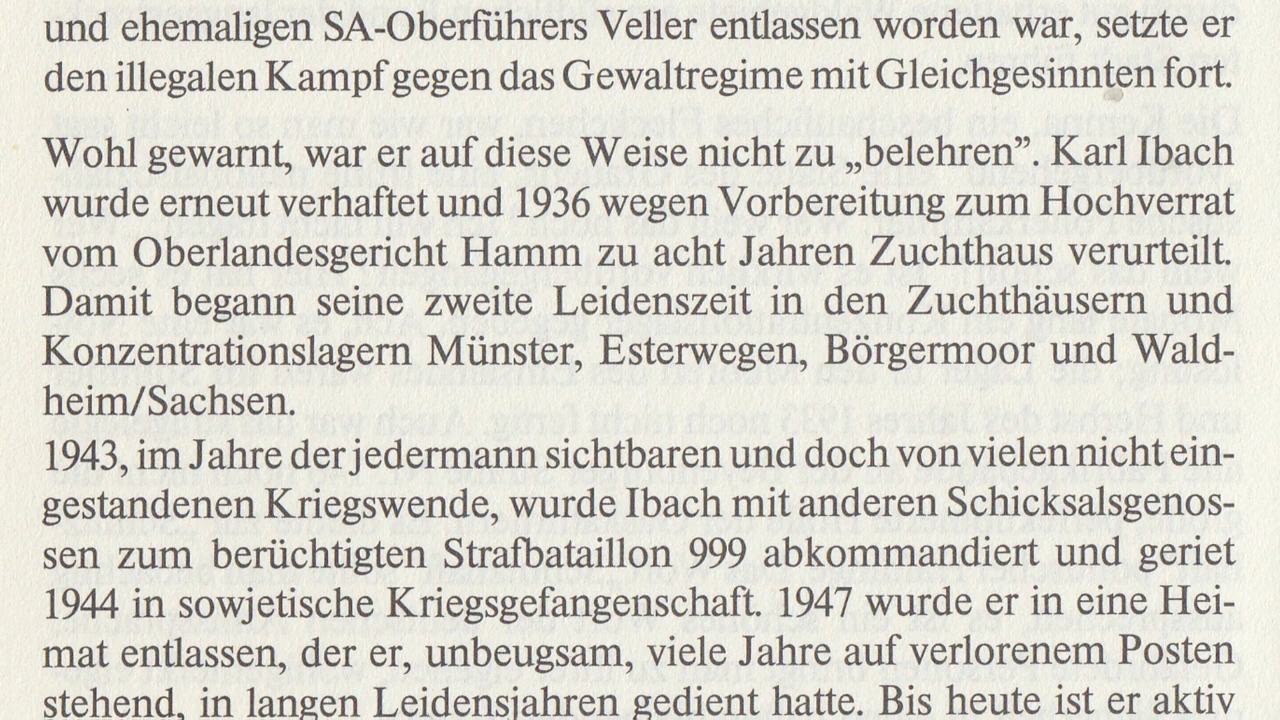 und ehemaligen SA-Oberführers Veller entlassen worden war, setzte er
den illegalen Kampf gegen das Gewaltregime mit Gleichgesinnten fort.
Wohl gewarnt, war er auf diese Weise nicht zu „belehren”. Karl Ibach
wurde erneut verhaftet und 1936 wegen Vorbereitung zum Hochverrat
vom Oberlandesgericht Hamm zu acht Jahren Zuchthaus verurteilt.
Damit begann seine zweite Leidenszeit in den Zuchthäusern und
Konzentrationslagern Münster, Esterwegen, Börgermoor und Wald-
heim/Sachsen.
1943, im Jahre der jedermann sichtbaren und doch von vielen nicht ein-
gestandenen Kriegswende, wurde Ibach mit anderen Schicksalsgenos-
sen zum berüchtigten Strafbataillon 999 abkommandiert und geriet
1944 in sowjetische Kriegsgefangenschaft. 1947 wurde er in eine Hei-
mat entlassen, der er, unbeugsam, viele Jahre auf verlorenem Posten
stehend, in langen Leidensjahren gedient hatte. Bis heute ist er aktiv